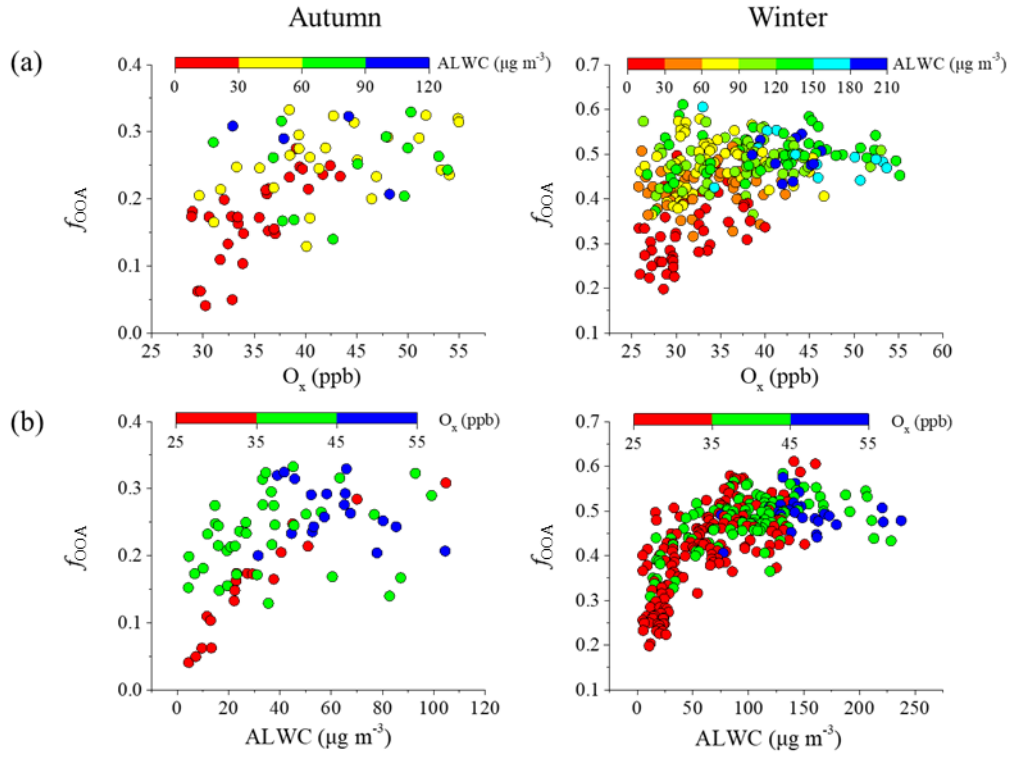 Autumn
Winter
(a)
ALWC (μg m-3)
0 30 60 90 120
0.4
0.3
0.2
0.1
0.0
fOOA
25 30 35 40 45 50 55
Ox (ppb)
ALWC (μg m-3)
0 30 60 90 120 150 180 210
0.7
0.6
0.5
0.4
0.3
0.2
0.1
fOOA
25 30 35 40 45 50 55 60
Ox (ppb)
(b)
Ox (ppb)
25 35 45 55
0.4
0.3
0.2
0.1
0.0
fOOA
0 20 40 60 80 100 120
ALWC (μg m-3)
Ox (ppb)
25 35 45 55
0.7
0.6
0.5
0.4
0.3
0.2
0.1
fOOA
0 50 100 150 200 250
ALWC (μg m-3)